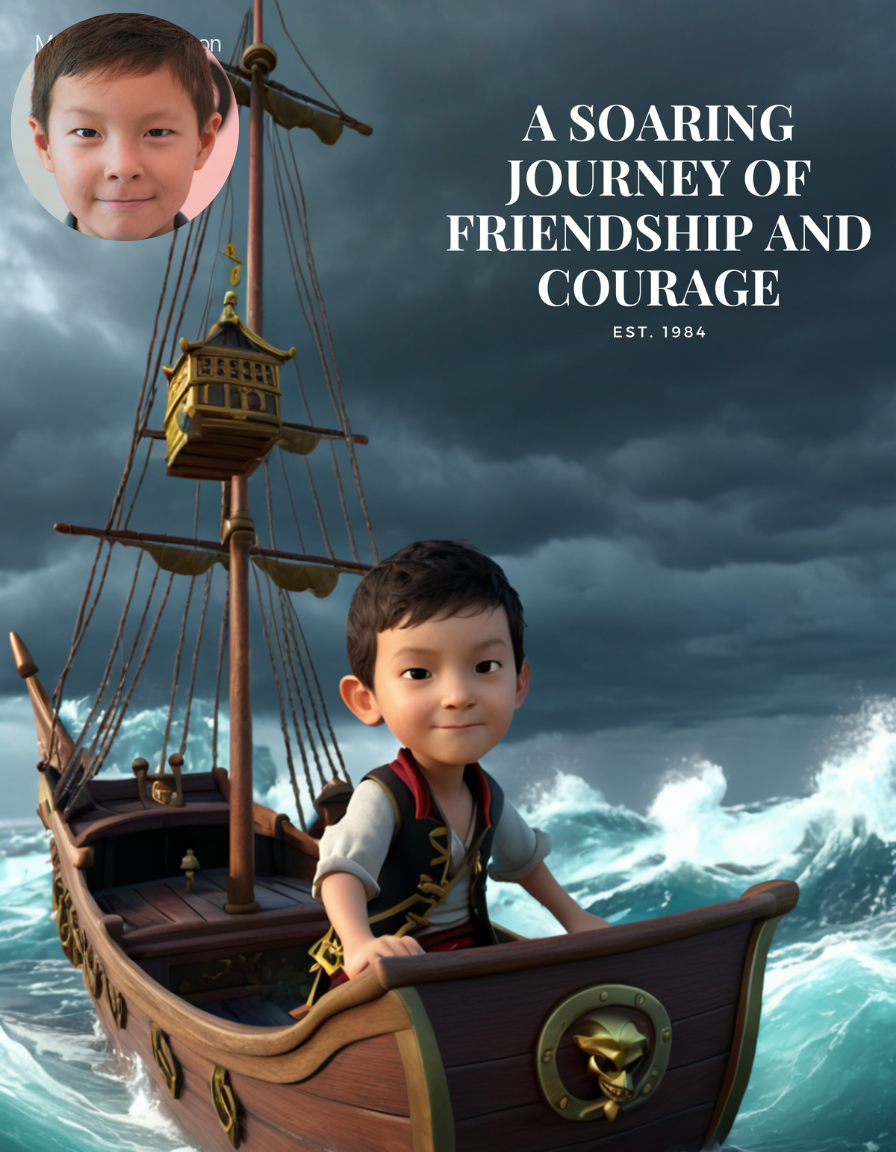 A SOARING
JOURNEY OF
FRIENDSHIP AND
COURAGE
EST. 1984